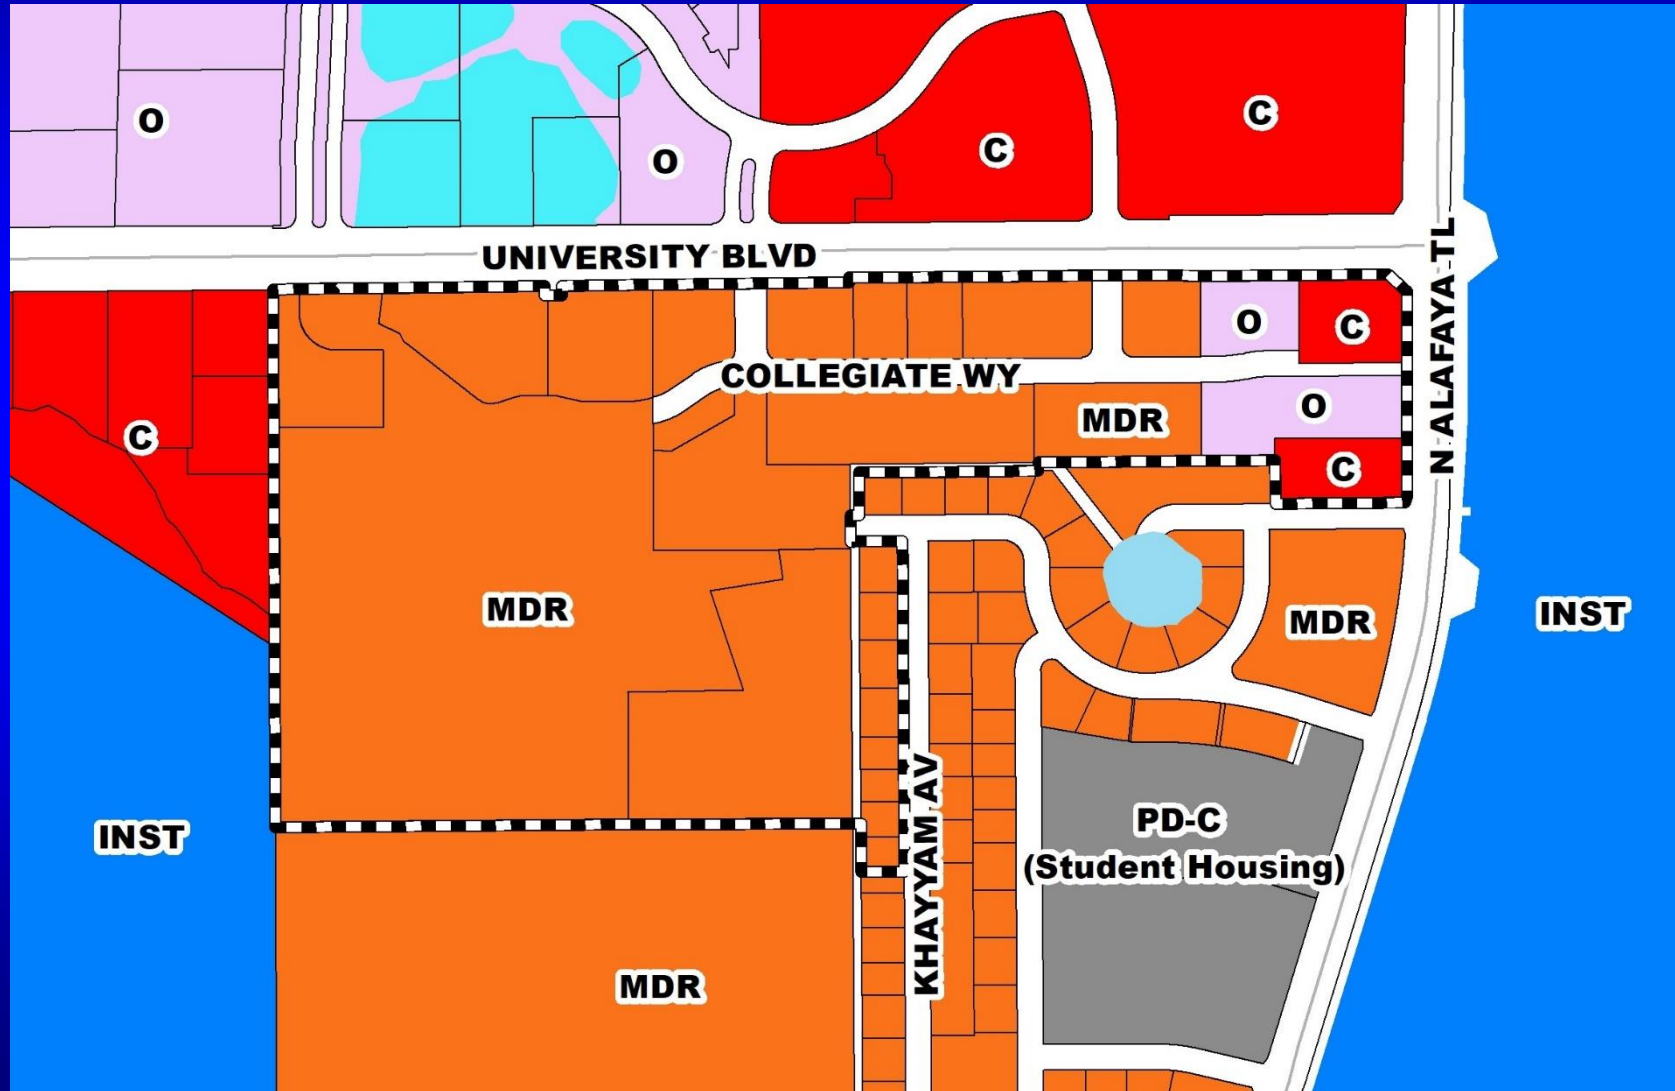 O
C
C
O
UNIVERSITY BLVD
O
C
N ALAFAYA TL
COLLEGIATE WY
O
MDR
C
C
MDR
MDR
INST
KHAYYAM AV
PD-C
(Student Housing)
INST
MDR